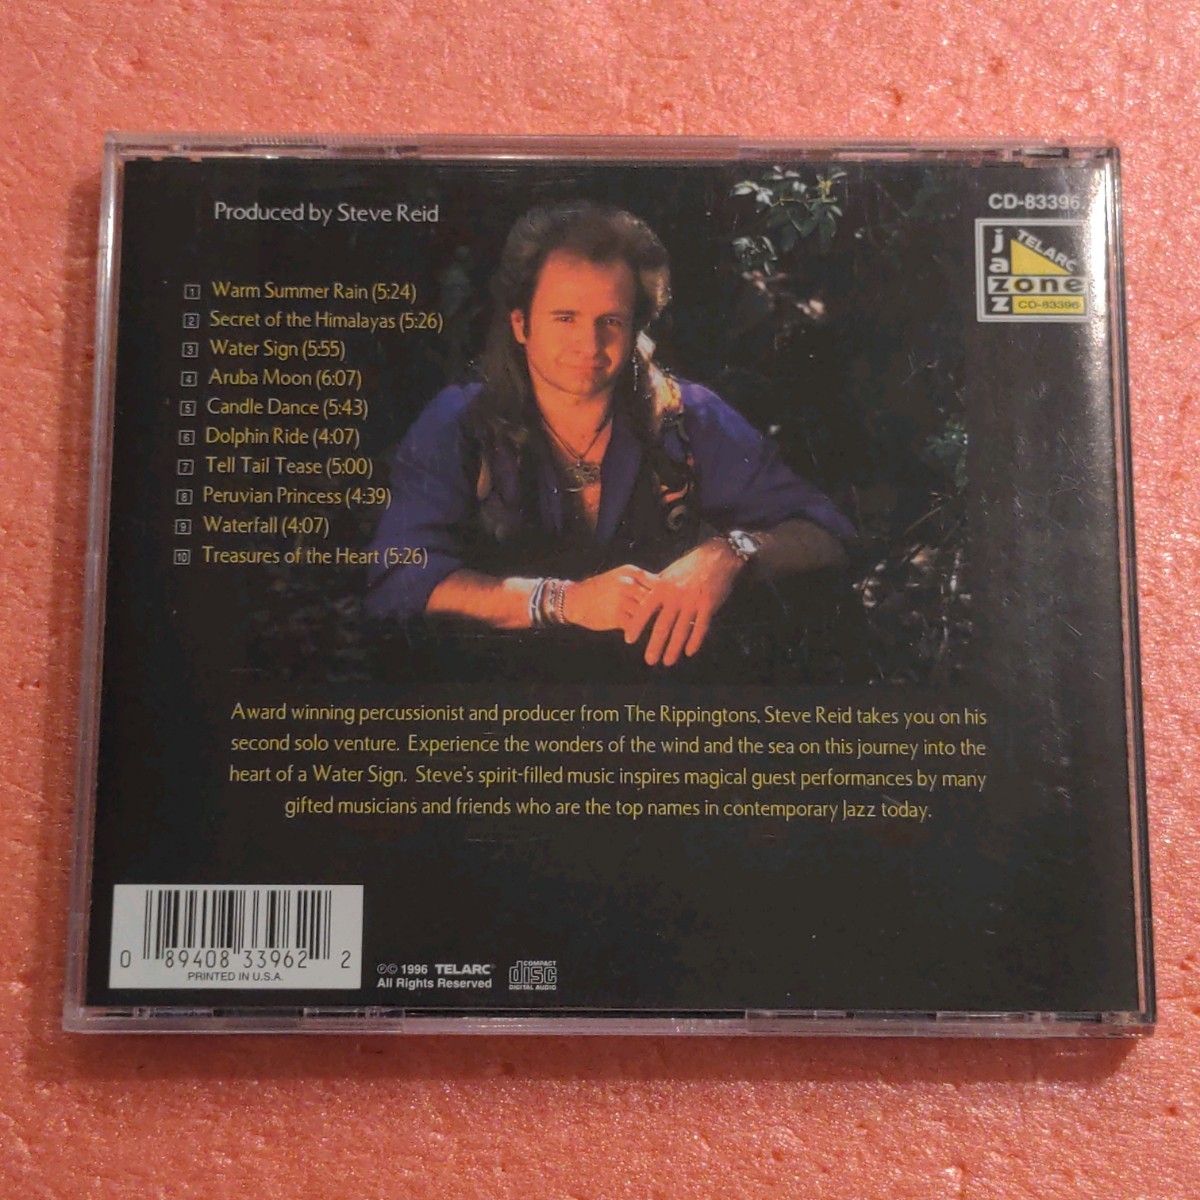 Produced by Steve Reid
CD-83396
jazz zone
TELARC
CD-83396
1 Warm Summer Rain (5:24)
2 Secret of the Himalayas (5:26)
3 Water Sign (5:55)
4 Aruba Moon (6:07)
5 Candle Dance (5:43)
6 Dolphin Ride (4:07)
7 Tell Tail Tease (5:00)
8 Peruvian Princess (4:39)
9 Waterfall (4:07)
10 Treasures of the Heart (5:26)
Award winning percussionist and producer from The Rippingtons, Steve Reid takes you on his
second solo venture. Experience the wonders of the wind and the sea on this journey into the
heart of a Water Sign. Steve's spirit-filled music inspires magical guest performances by many
gifted musicians and friends who are the top names in contemporary Jazz today.
0 89408 33962 2
PRINTED IN U.S.A.
℗© 1996 TELARC
All Rights Reserved
COMPACT
disc
DIGITAL AUDIO